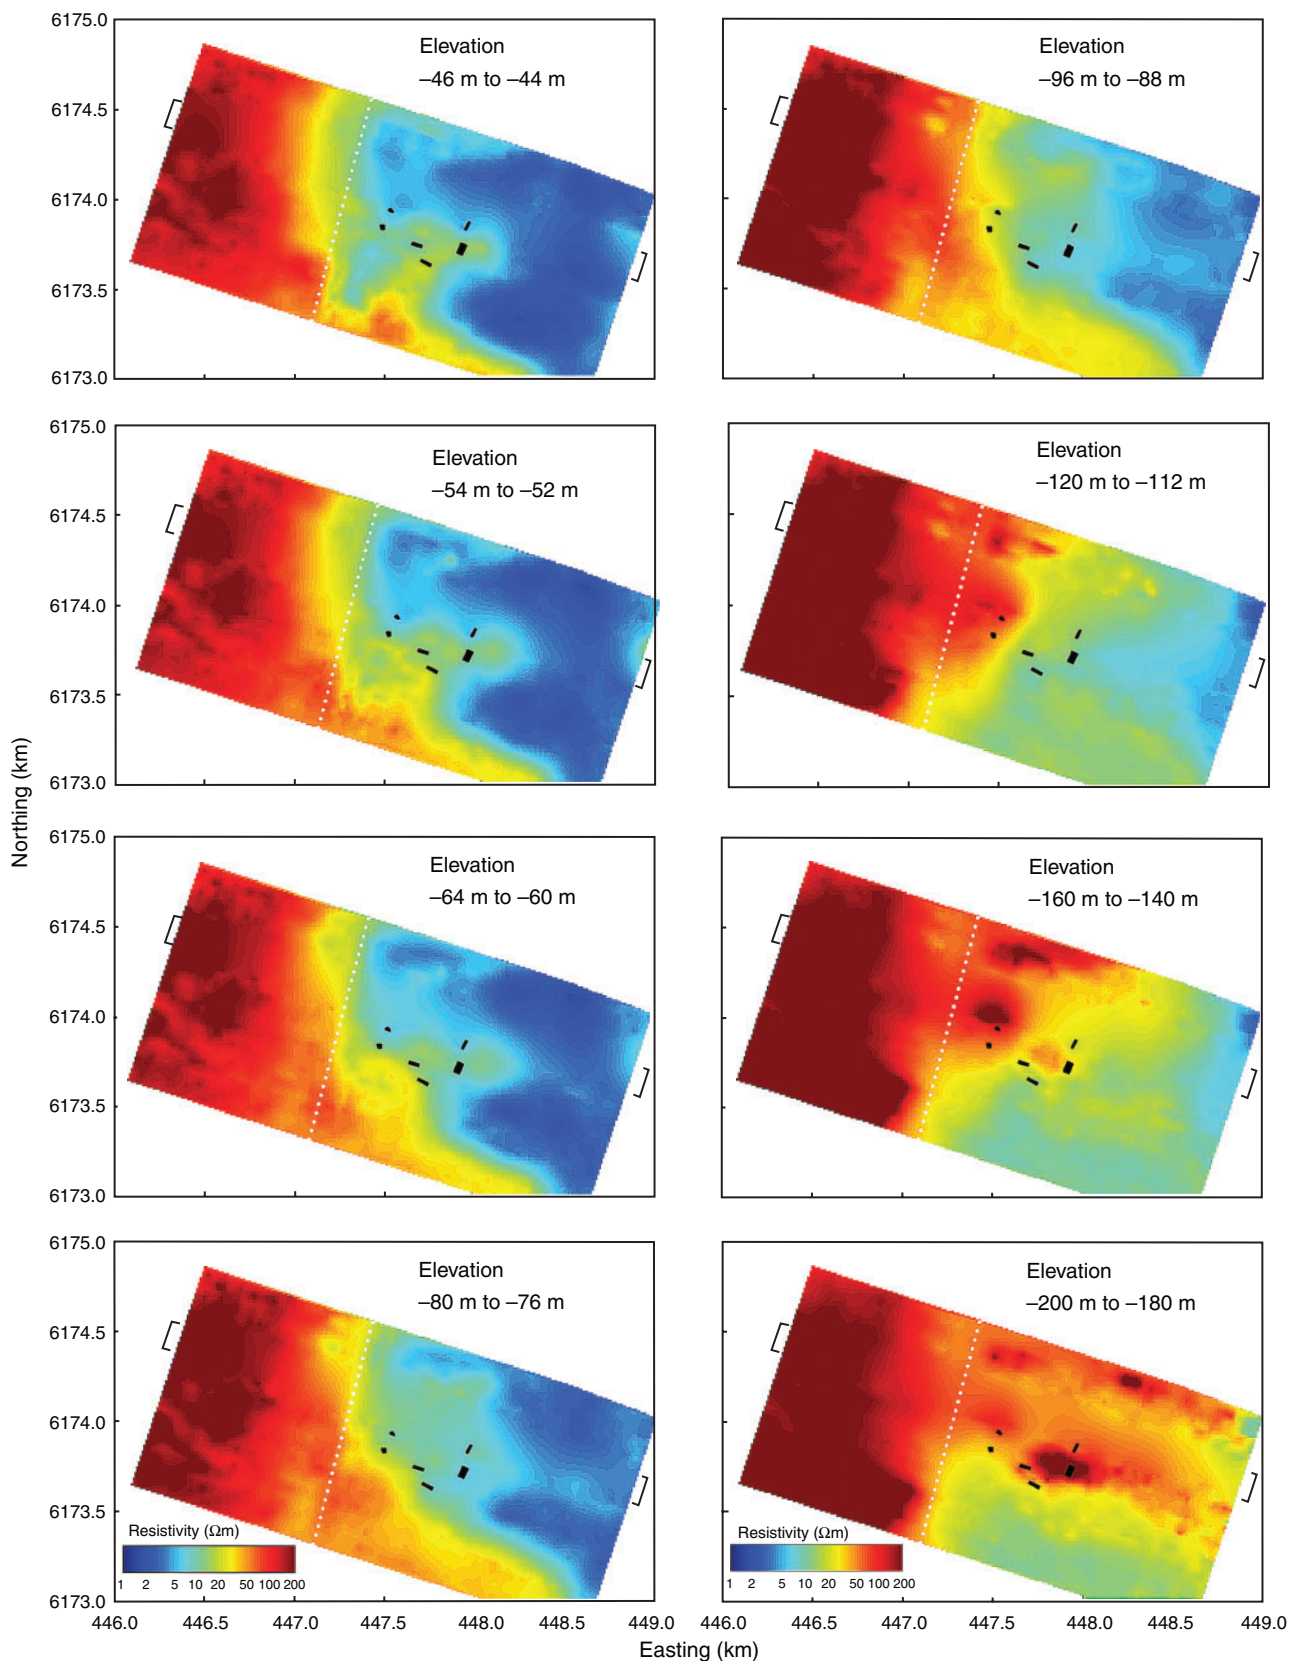 6175.0
6174.5
6174.0
6173.5
6173.0
Elevation
–46 m to –44 m
Elevation
–96 m to –88 m
6175.0
6174.5
6174.0
6173.5
6173.0
Elevation
–54 m to –52 m
Elevation
–120 m to –112 m
Northing (km)
6175.0
6174.5
6174.0
6173.5
6173.0
Elevation
–64 m to –60 m
Elevation
–160 m to –140 m
6175.0
6174.5
6174.0
6173.5
6173.0
Elevation
–80 m to –76 m
Resistivity (Ωm)
1 2 5 10 20 50 100 200
Elevation
–200 m to –180 m
Resistivity (Ωm)
1 2 5 10 20 50 100 200
446.0 446.5 447.0 447.5 448.0 448.5 449.0 446.0 446.5 447.0 447.5 448.0 448.5 449.0
Easting (km)